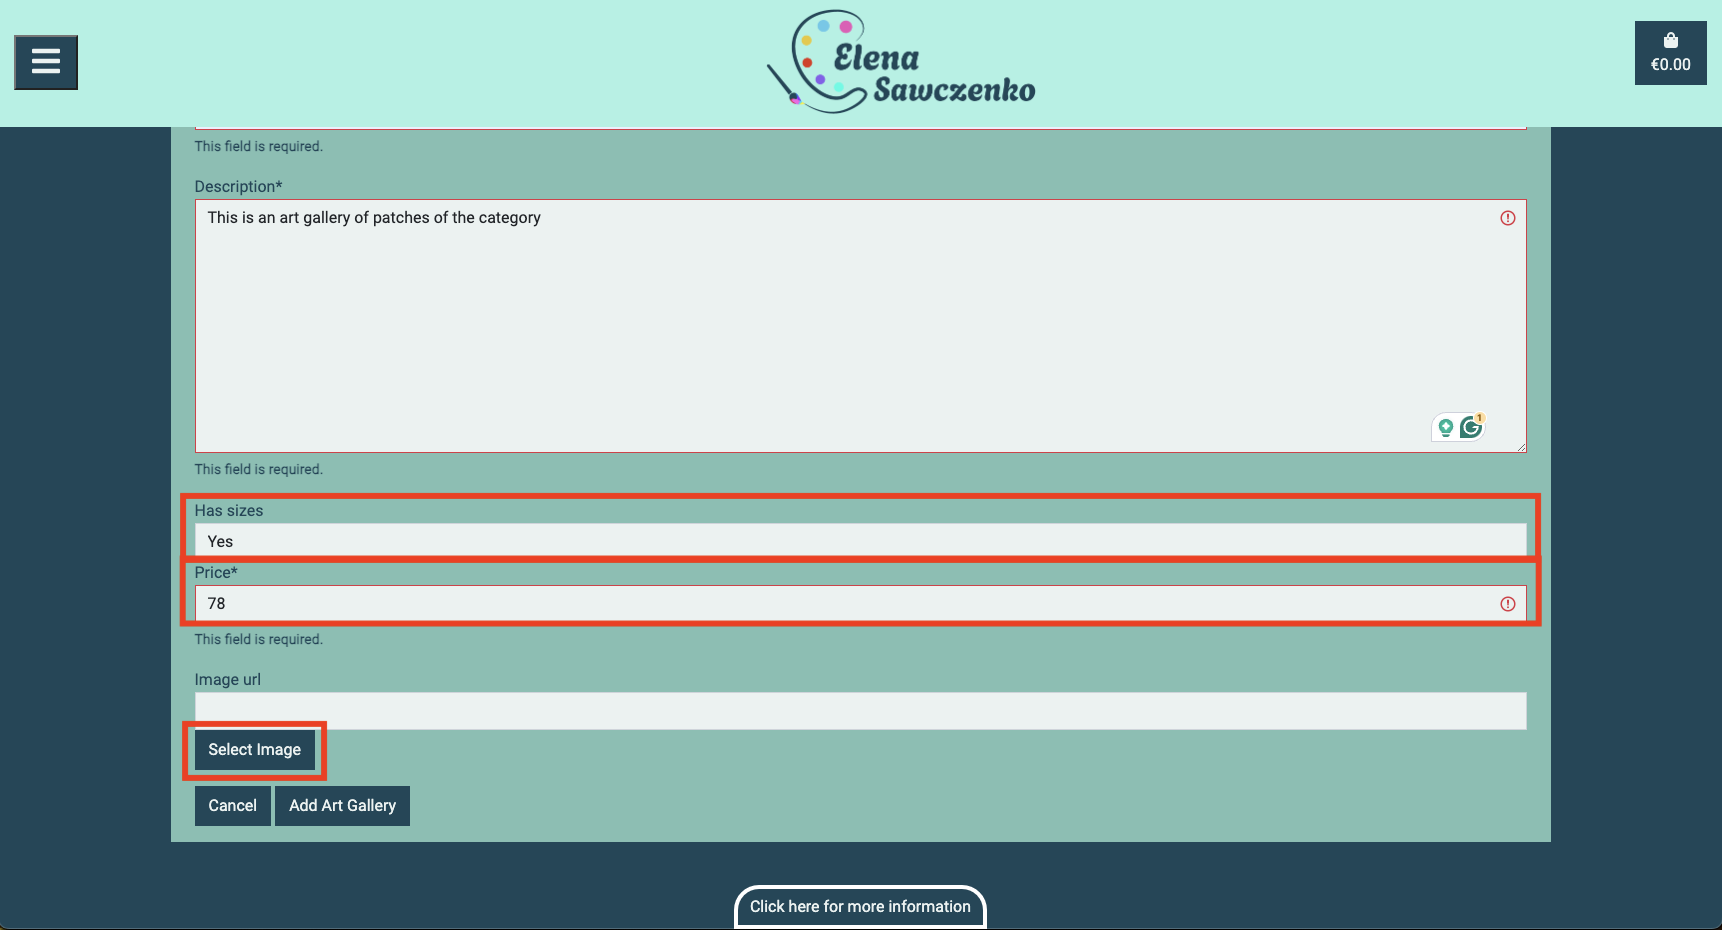 Elena
Sawczenko
€0.00
This field is required.
Description*
This is an art gallery of patches of the category
1
This field is required.
Has sizes
Yes
Price*
78
This field is required.
Image url
Select Image
Cancel
Add Art Gallery
Click here for more information